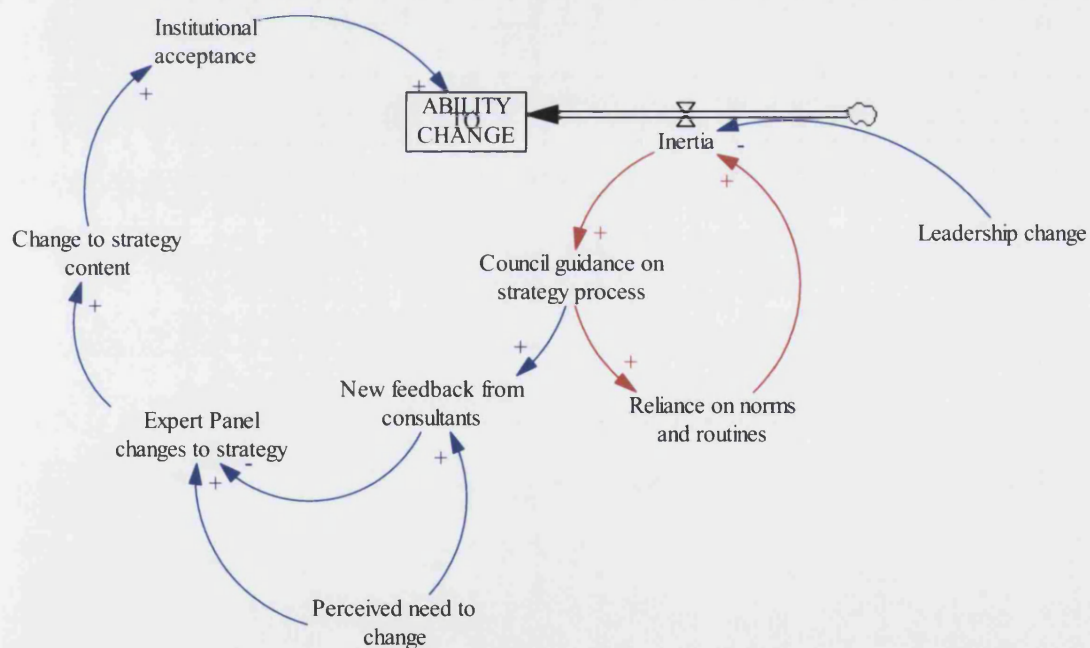 Institutional
acceptance
+
+
ABILITY
TO
CHANGE
Inertia
-
+
Leadership change
Change to strategy
content
+
+
Council guidance on
strategy process
+
+
New feedback from
consultants
+
Reliance on norms
and routines
Expert Panel
changes to strategy
-
+
Perceived need to
change